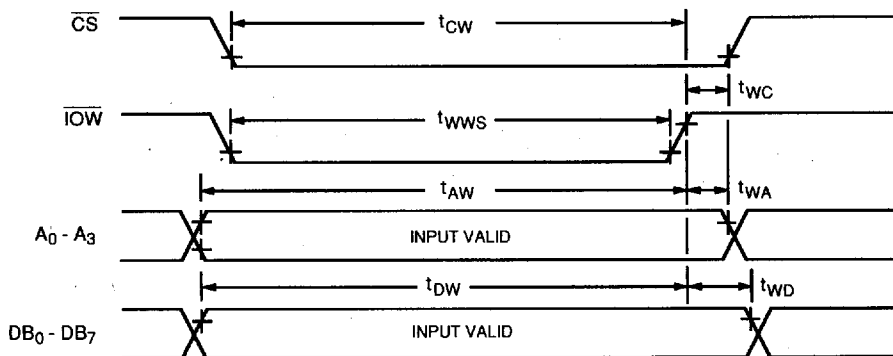 CS tCW
tWC
IOW tWWS
tAW tWA
A0 - A3 INPUT VALID
tDW tWD
DB0 - DB7 INPUT VALID